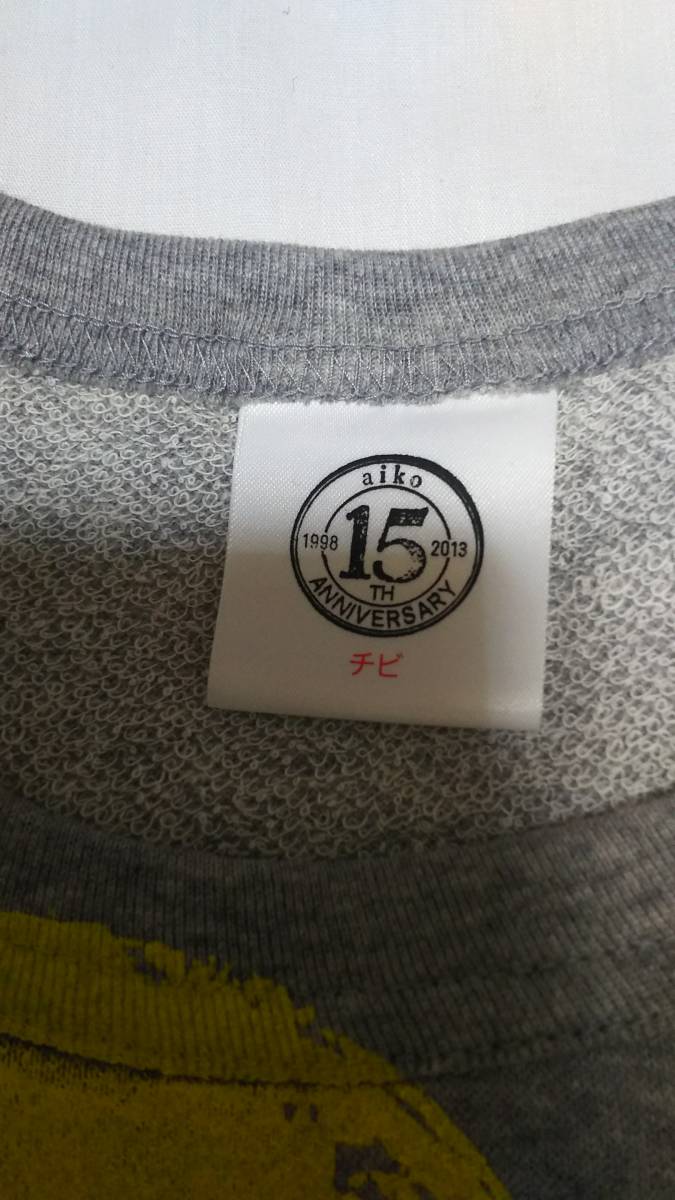 aiko
1998 15 2013
TH
ANNIVERSARY
チビ